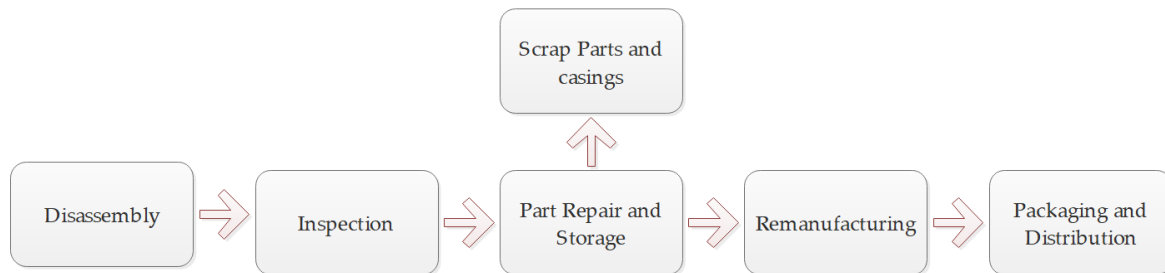 Scrap Parts and
casings
Disassembly
Inspection
Part Repair and
Storage
Remanufacturing
Packaging and
Distribution